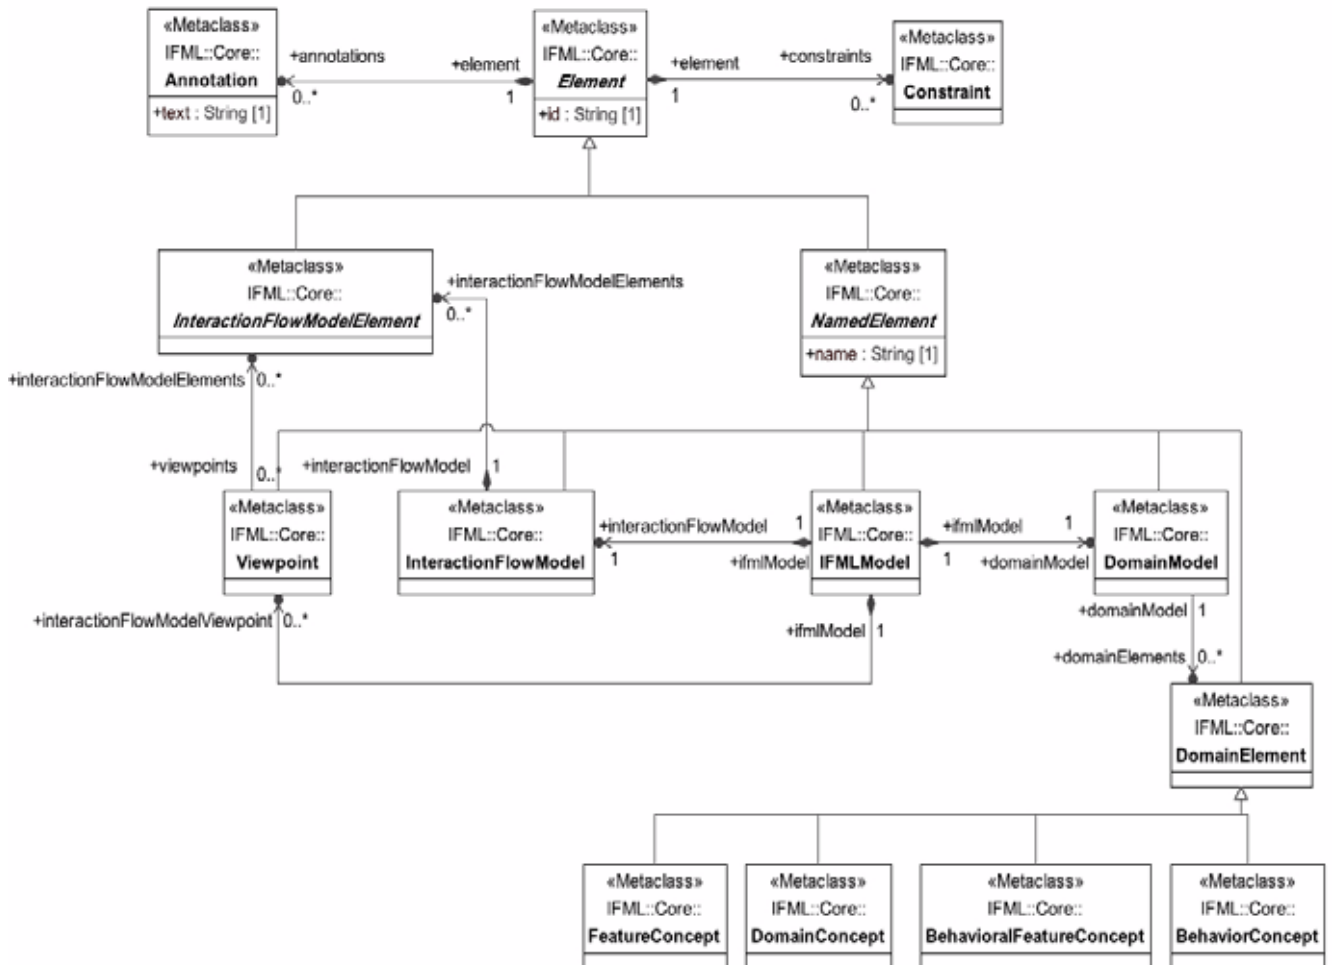 «Metaclass»
IFML::Core::
Annotation
+text : String [1]
+annotations
0..*
+element
1
«Metaclass»
IFML::Core::
Element
+id : String [1]
+element
1
+constraints
0..*
«Metaclass»
IFML::Core::
Constraint
«Metaclass»
IFML::Core::
InteractionFlowModelElement
+interactionFlowModelElements
0..*
«Metaclass»
IFML::Core::
NamedElement
+name : String [1]
+interactionFlowModelElements
0..*
+viewpoints
0..*
+interactionFlowModel
1
«Metaclass»
IFML::Core::
Viewpoint
«Metaclass»
IFML::Core::
InteractionFlowModel
+interactionFlowModel
1
1
+ifmlModel
«Metaclass»
IFML::Core::
IFMLModel
+ifmlModel
1
1
+domainModel
«Metaclass»
IFML::Core::
DomainModel
+interactionFlowModelViewpoint
0..*
+ifmlModel
1
+domainModel
1
+domainElements
0..*
«Metaclass»
IFML::Core::
DomainElement
«Metaclass»
IFML::Core::
FeatureConcept
«Metaclass»
IFML::Core::
DomainConcept
«Metaclass»
IFML::Core::
BehavioralFeatureConcept
«Metaclass»
IFML::Core::
BehaviorConcept